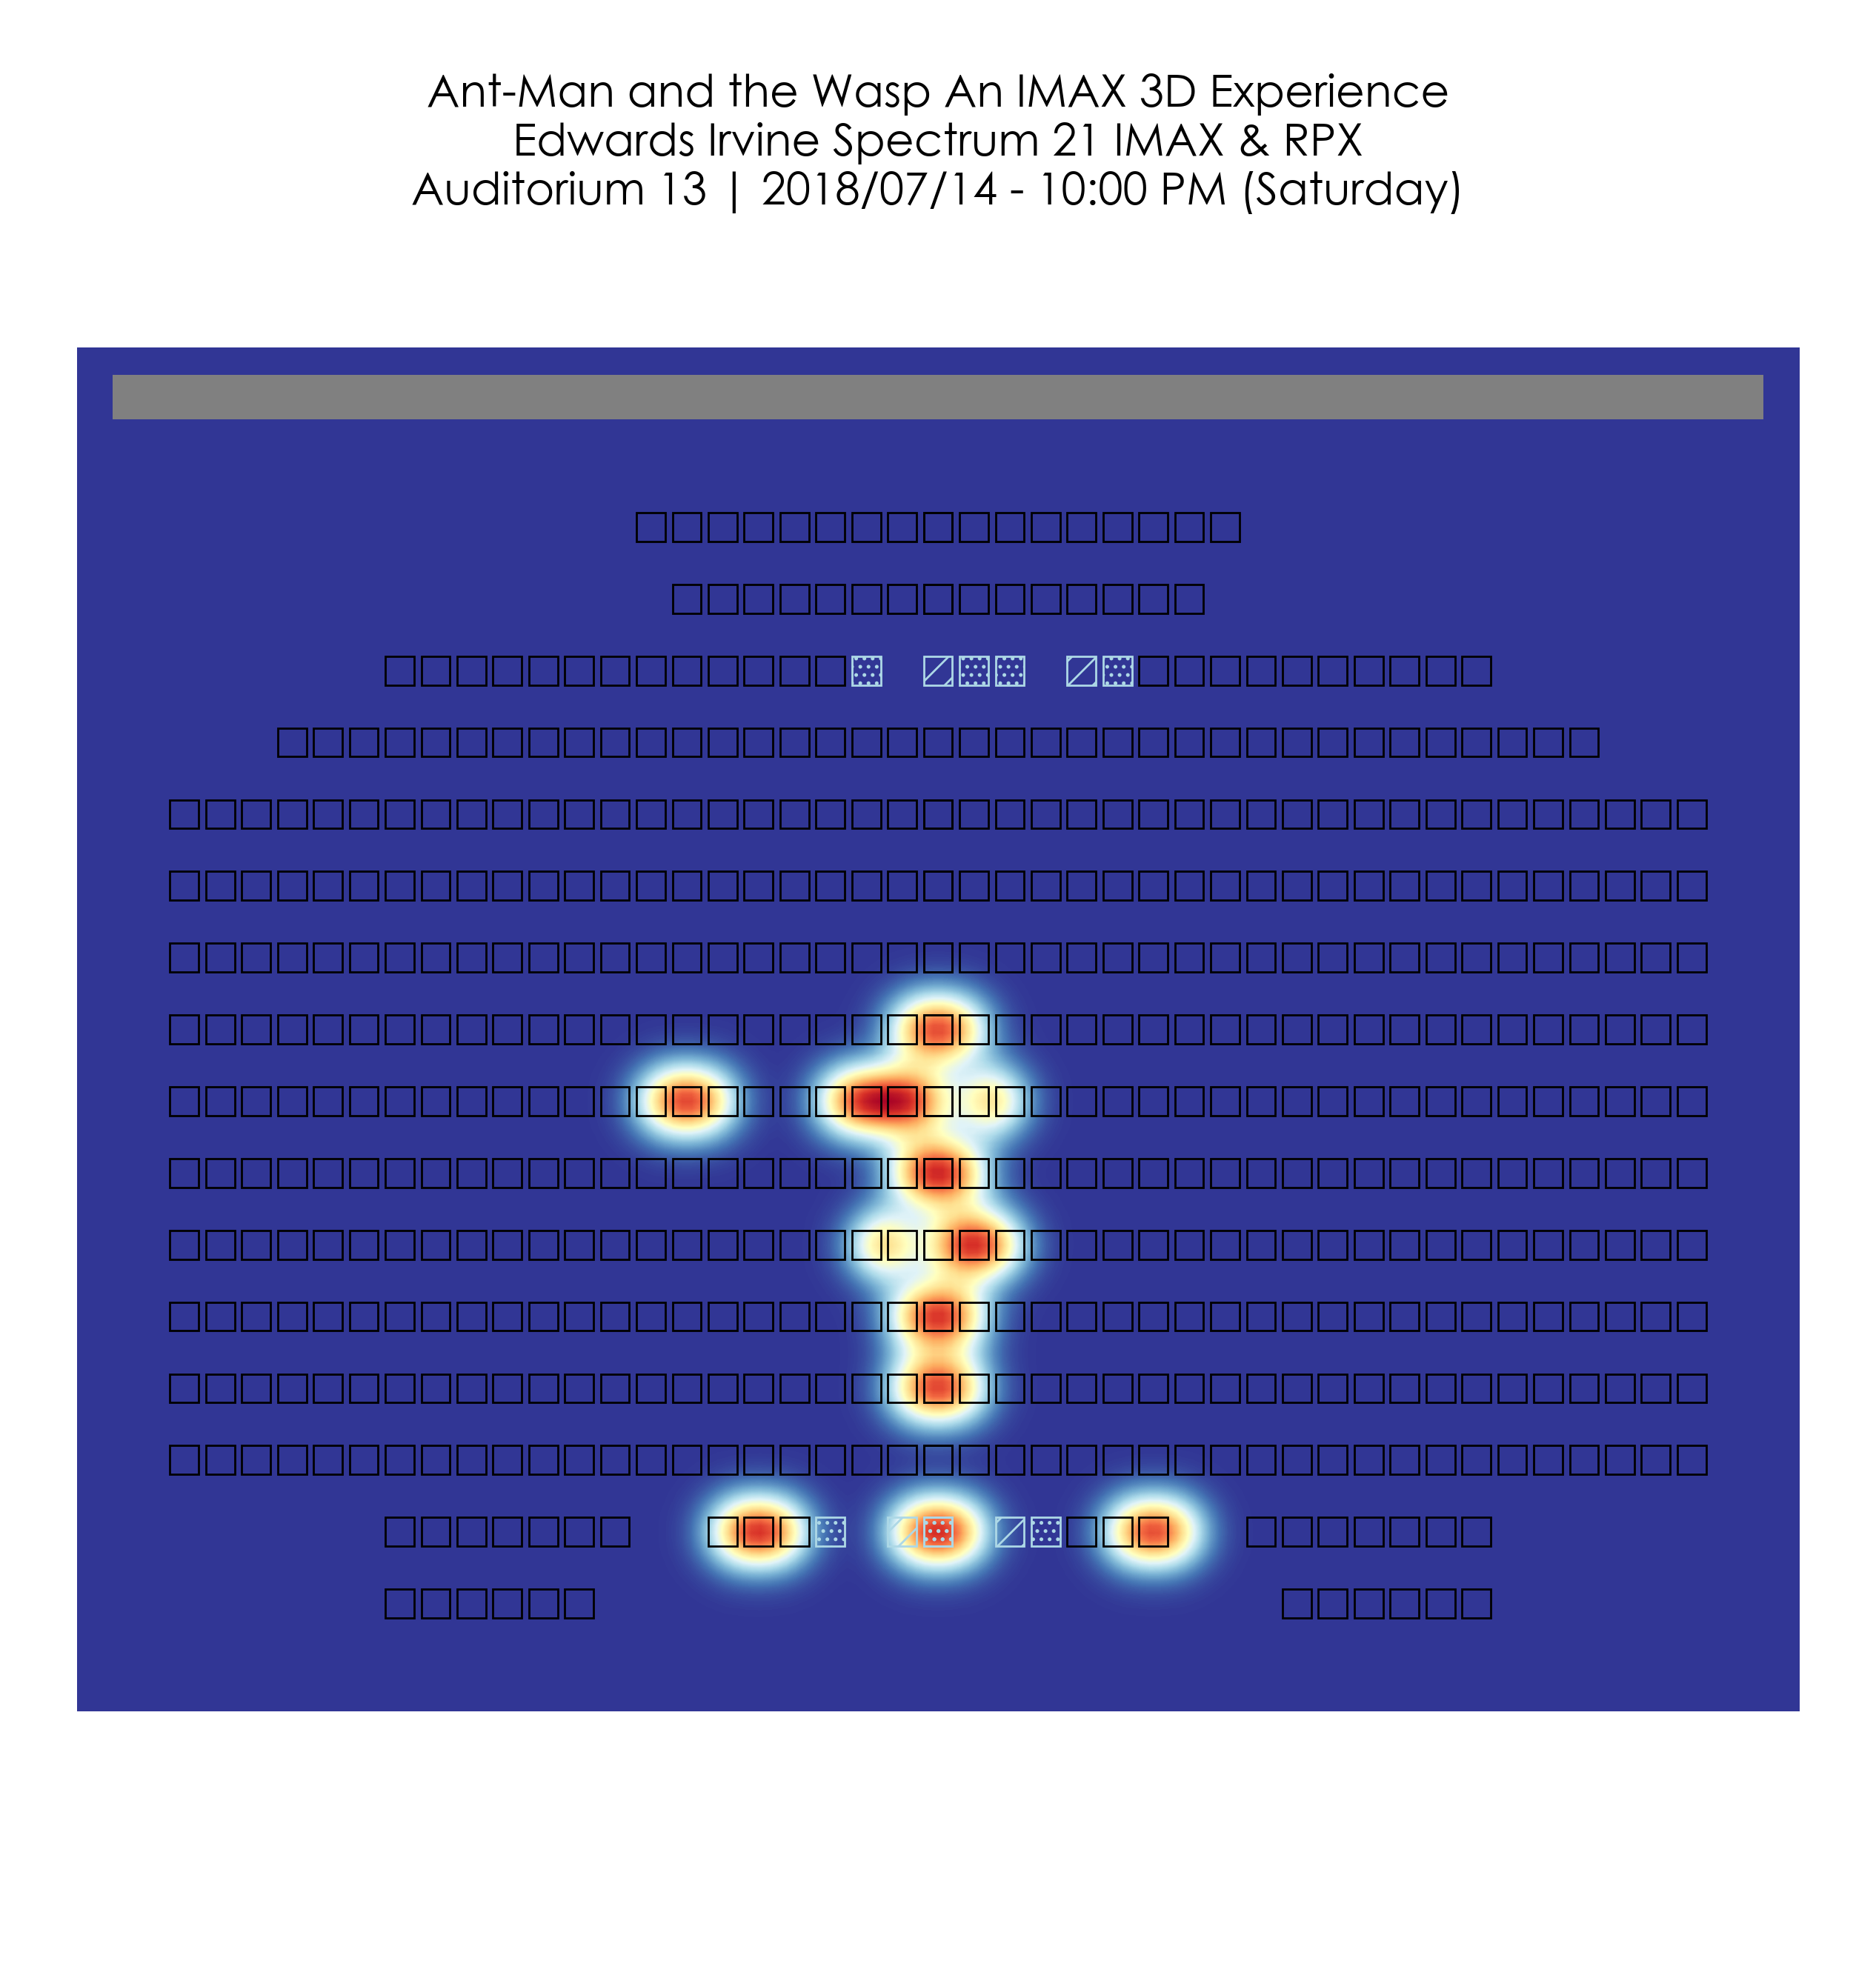 Ant-Man and the Wasp An IMAX 3D Experience
Edwards Irvine Spectrum 21 IMAX & RPX
Auditorium 13 | 2018/07/14 - 10:00 PM (Saturday)